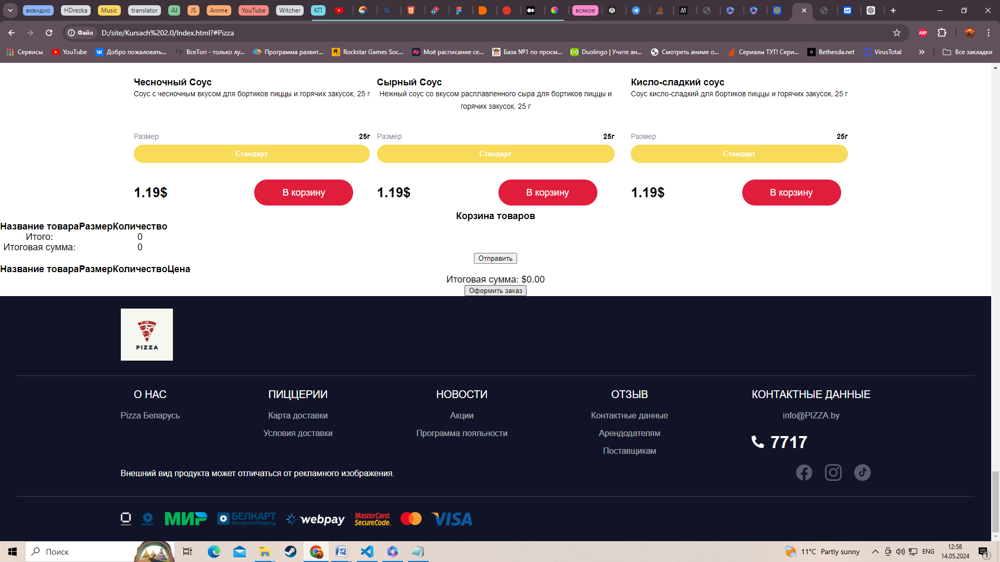 вквидио HDrezka Music translator AI JS Anime YouTube Witcher КП всякое
Файл D:/site/Kursach%202.0/Index.html?#Pizza ABP
Сервисы YouTube Добро пожаловать... ВсеТоп - только лу... Программа развит... Rockstar Games Soc... Моё расписание се... База №1 по просм... Duolingo | Учите ан... Смотреть аниме о... Сериалы ТУТ! Сери... Bethesda.net VirusTotal » Все закладки
Чесночный Соус Сырный Соус Кисло-сладкий соус
Соус с чесночным вкусом для бортиков пиццы и горячих закусок, 25 г Нежный соус со вкусом расплавленного сыра для бортиков пиццы и Соус кисло-сладкий для бортиков пиццы и горячих закусок, 25 г
горячих закусок, 25 г
Размер 25г Размер 25г Размер 25г
Стандарт Стандарт Стандарт
1.19$ В корзину 1.19$ В корзину 1.19$ В корзину
Корзина товаров
Название товараРазмерКоличество
Итого: 0
Итоговая сумма: 0
Отправить
Название товараРазмерКоличествоЦена
Итоговая сумма: $0.00
Оформить заказ
PIZZA
О НАС ПИЦЦЕРИИ НОВОСТИ ОТЗЫВ КОНТАКТНЫЕ ДАННЫЕ
Pizza Беларусь Карта доставки Акции Контактные данные info@PIZZA.by
Условия доставки Программа лояльности Арендодателям
7717
Поставщикам
Внешний вид продукта может отличаться от рекламного изображения.
ОПЛАТИ БЕЛКАРТ МИР БЕЛКАРТ ИнтернетПароль webpay MasterCard. SecureCode. VISA
Поиск 11°C Partly sunny ENG 12:58
14.05.2024 1